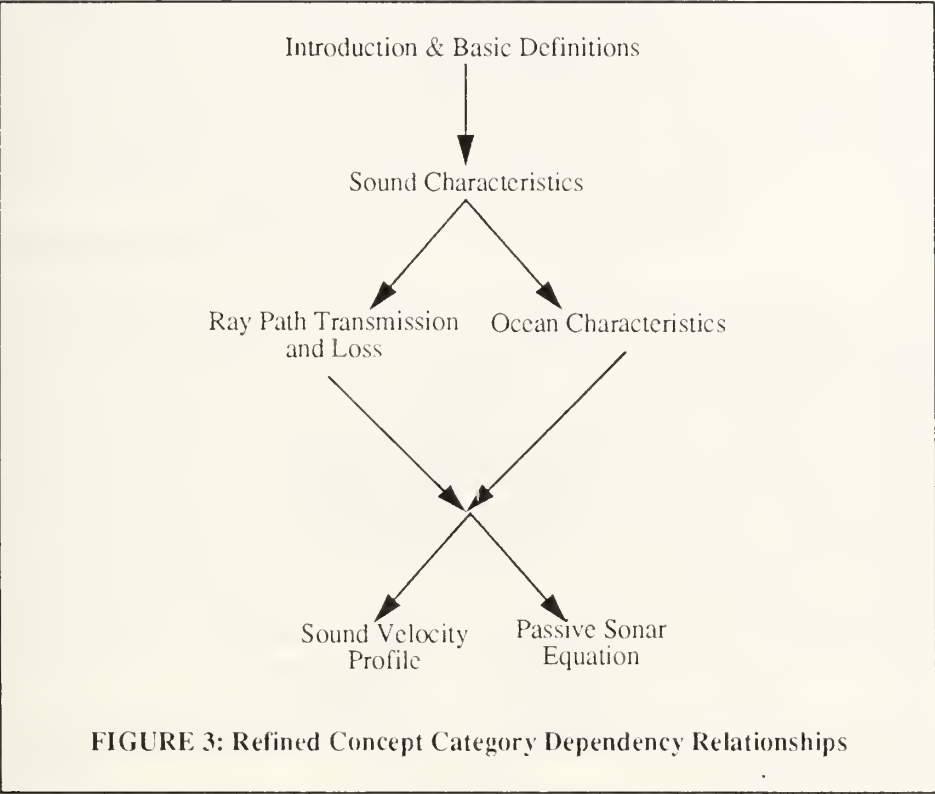 Introduction & Basic Definitions
Sound Characteristics
Ray Path Transmission
and Loss
Ocean Characteristics
Sound Velocity
Profile
Passive Sonar
Equation
FIGURE 3: Refined Concept Category Dependency Relationships